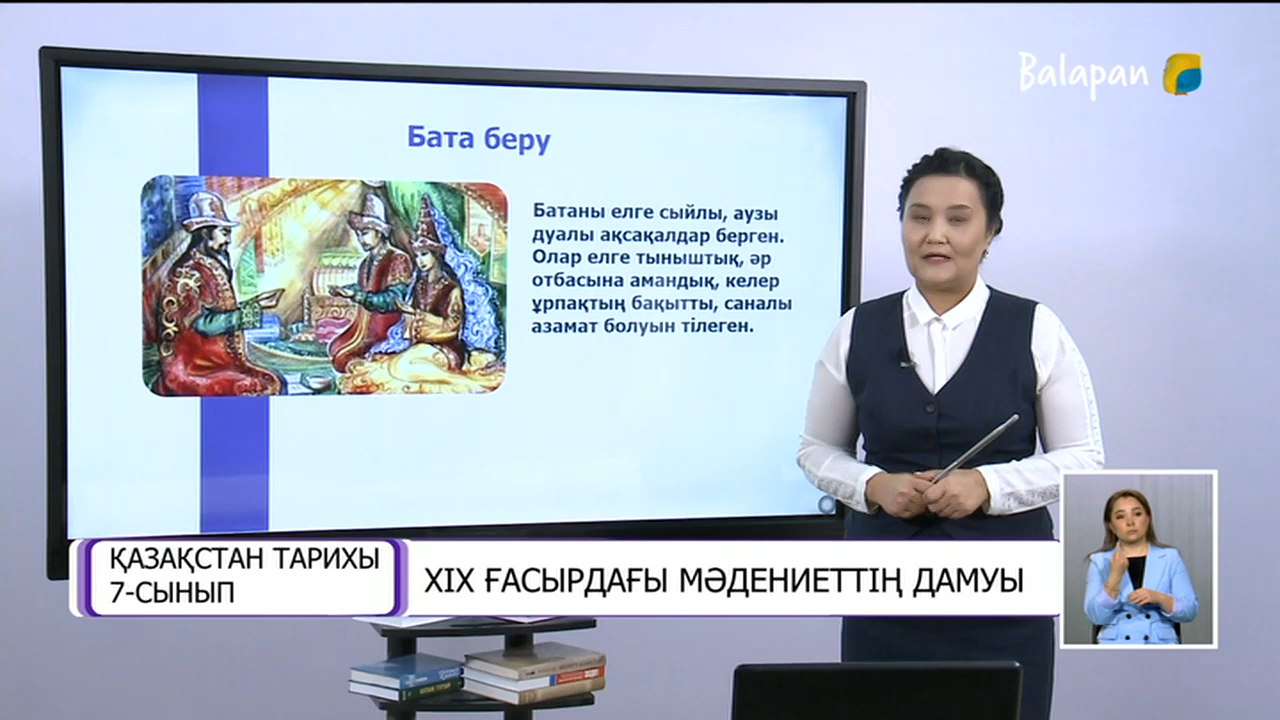 Balapan
Бата беру
Батаны елге сыйлы, аузы
дуалы ақсақалдар берген.
Олар елге тыныштық, әр
отбасына амандық, келер
ұрпақтың бақытты, саналы
азамат болуын тілеген.
ҚАЗАҚСТАН ТАРИХЫ
7-СЫНЫП
XIX ҒАСЫРДАҒЫ МӘДЕНИЕТТІҢ ДАМУЫ